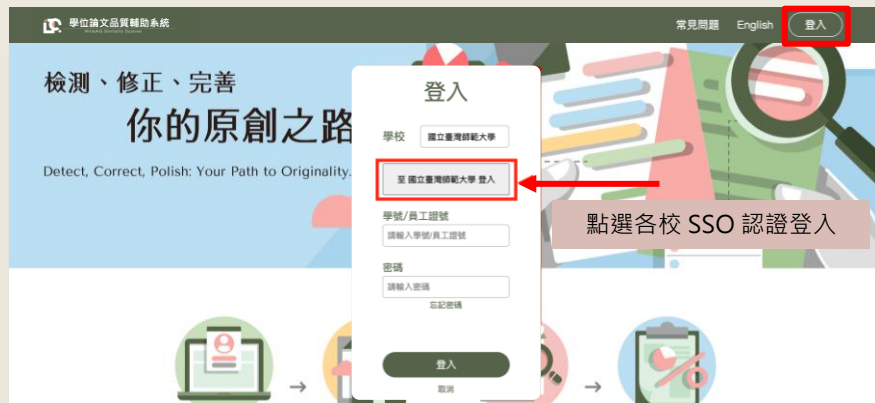 學位論文品質輔助系統
常見問題 English 登入
檢測、修正、完善
你的原創之路
Detect, Correct, Polish: Your Path to Originality.
登入
學校 國立臺灣師範大學
至 國立臺灣師範大學 登入
點選各校 SSO 認證登入
學號/員工證號
請輸入學號/員工證號
密碼
請輸入密碼
忘記密碼
登入
取消